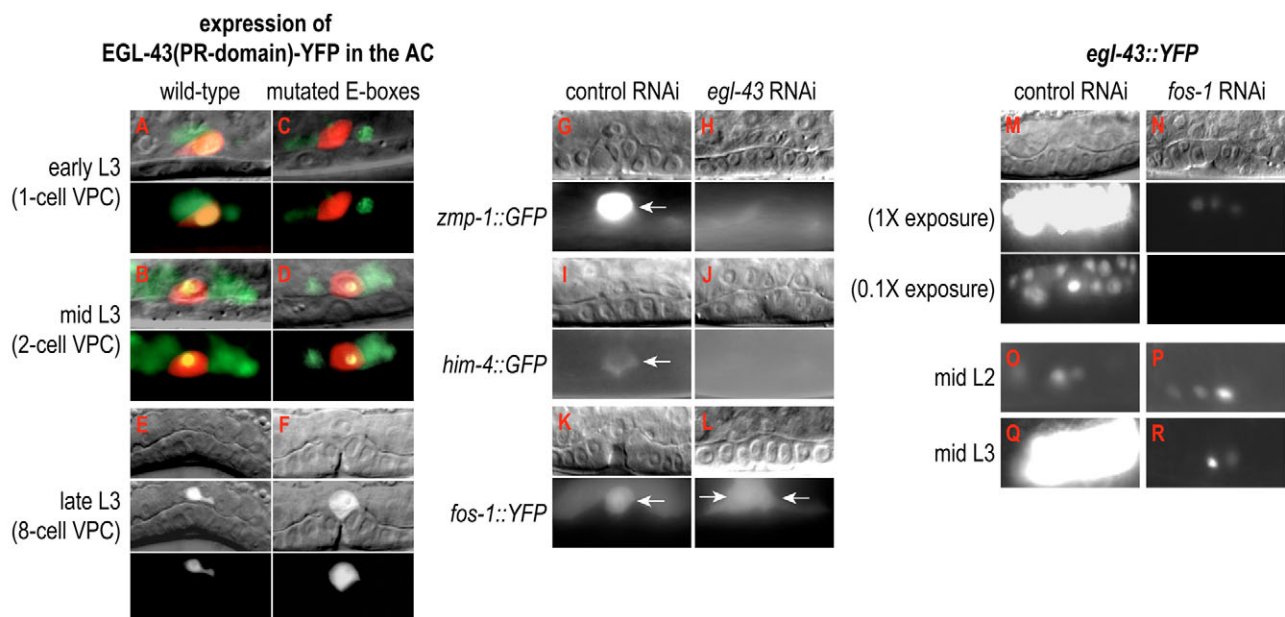 expression of
EGL-43(PR-domain)-YFP in the AC
wild-type mutated E-boxes
A C
early L3
(1-cell VPC)
B D
mid L3
(2-cell VPC)
E F
late L3
(8-cell VPC)
control RNAi egl-43 RNAi
G H
zmp-1::GFP
I J
him-4::GFP
K L
fos-1::YFP
egl-43::YFP
control RNAi fos-1 RNAi
M N
(1X exposure)
(0.1X exposure)
mid L2 O P
mid L3 Q R